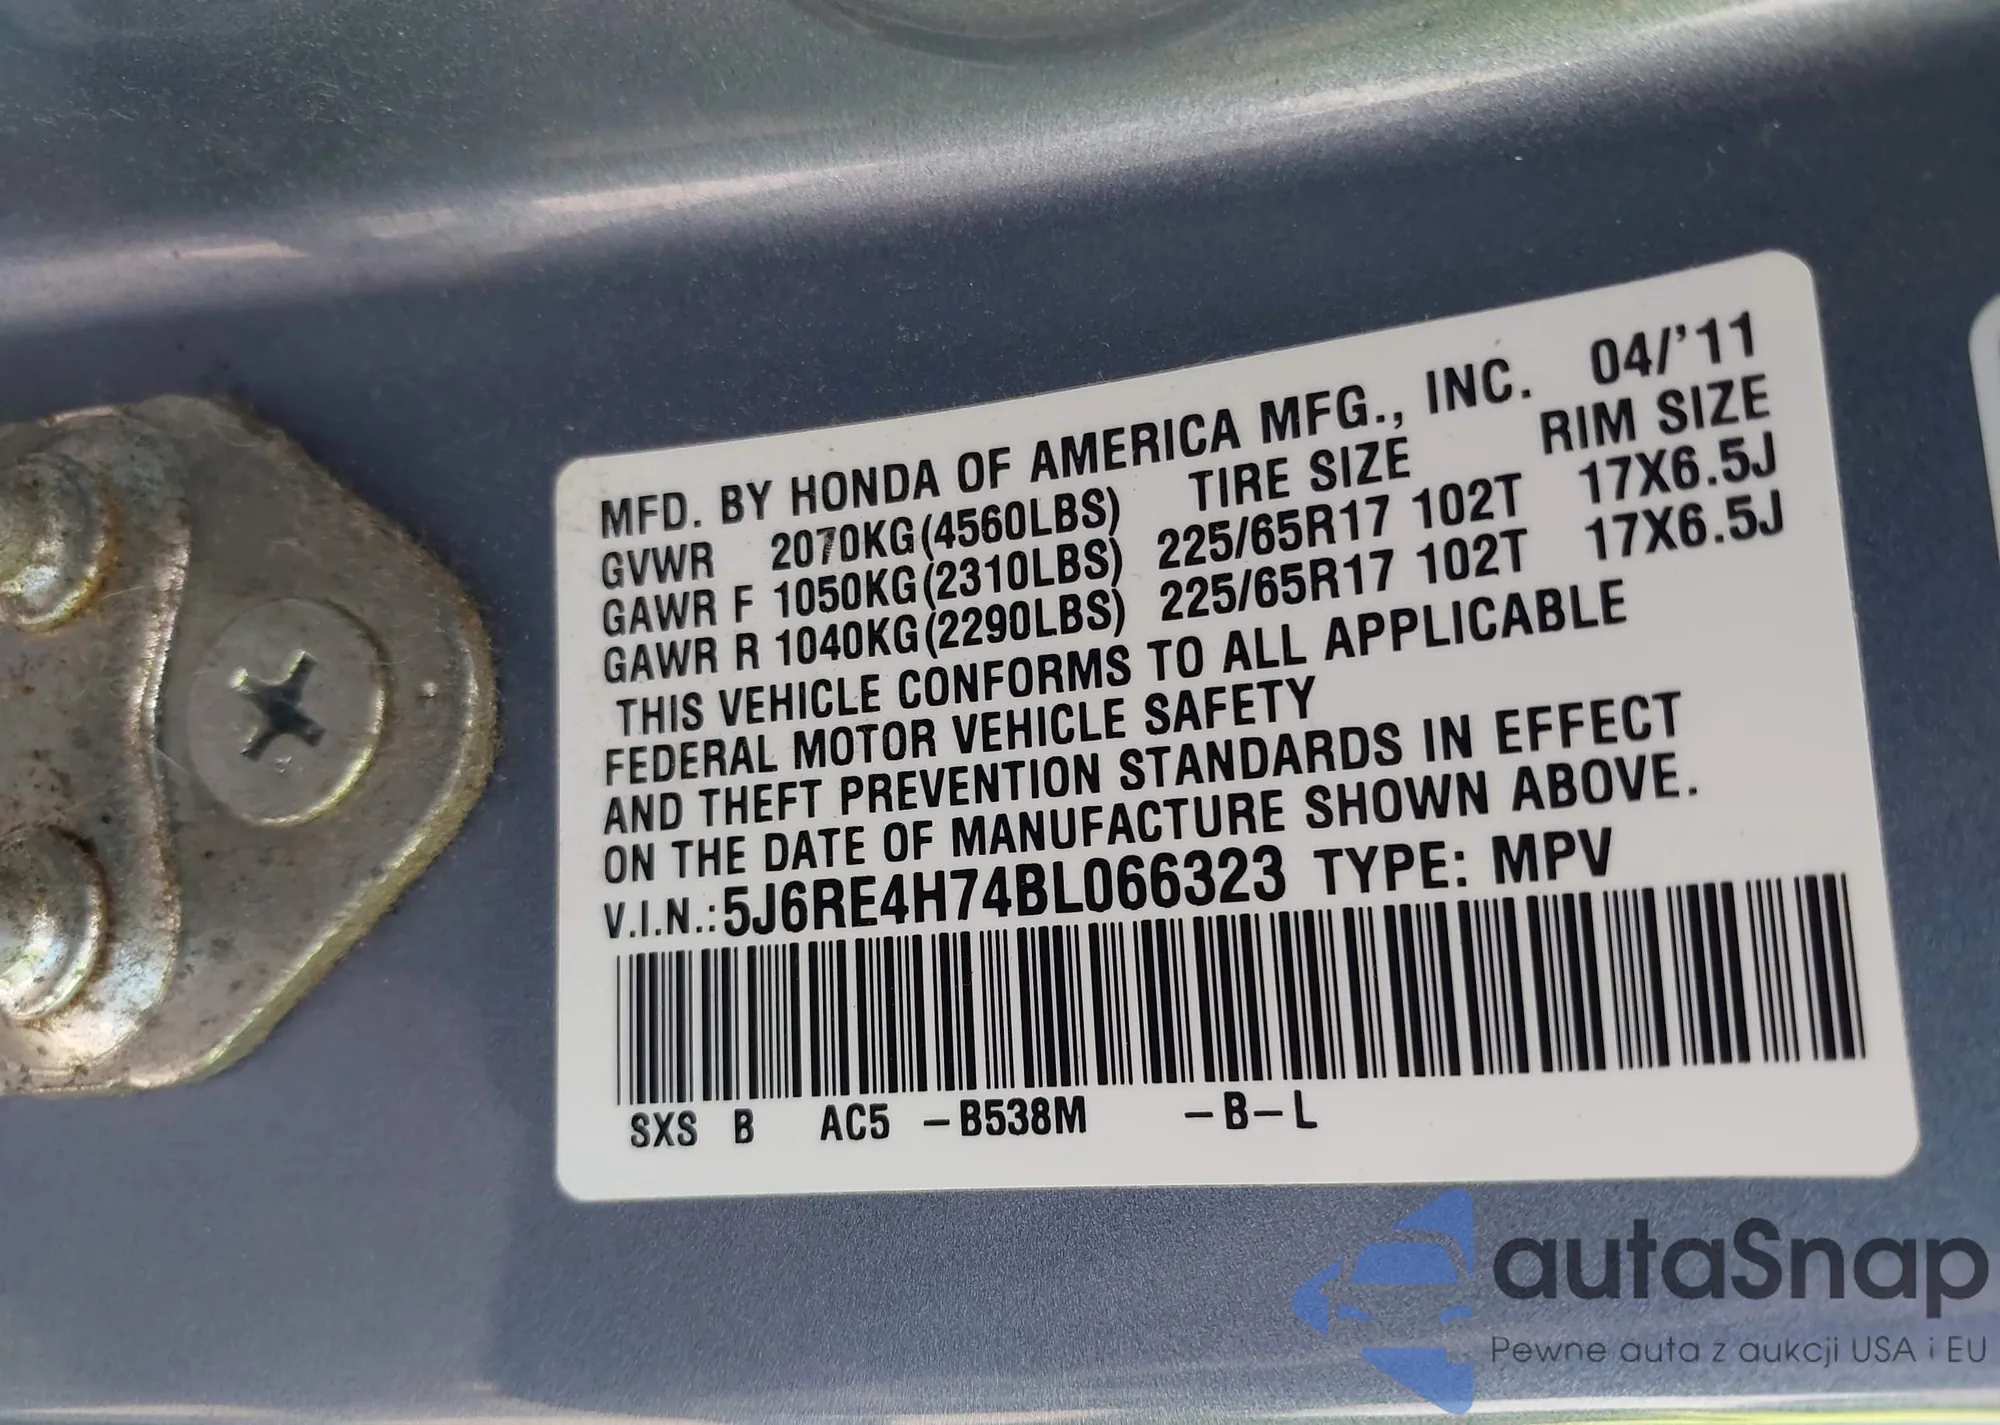 MFD. BY HONDA OF AMERICA MFG., INC. 04/'11
TIRE SIZE RIM SIZE
GVWR 2070KG(4560LBS)
GAWR F 1050KG(2310LBS) 225/65R17 102T 17X6.5J
GAWR R 1040KG(2290LBS) 225/65R17 102T 17X6.5J
THIS VEHICLE CONFORMS TO ALL APPLICABLE
FEDERAL MOTOR VEHICLE SAFETY
AND THEFT PREVENTION STANDARDS IN EFFECT
ON THE DATE OF MANUFACTURE SHOWN ABOVE.
V.I.N.:5J6RE4H74BL066323 TYPE: MPV
SXS B AC5 -B538M -B-L
autaSnap
Pewne auta z aukcji USA i EU